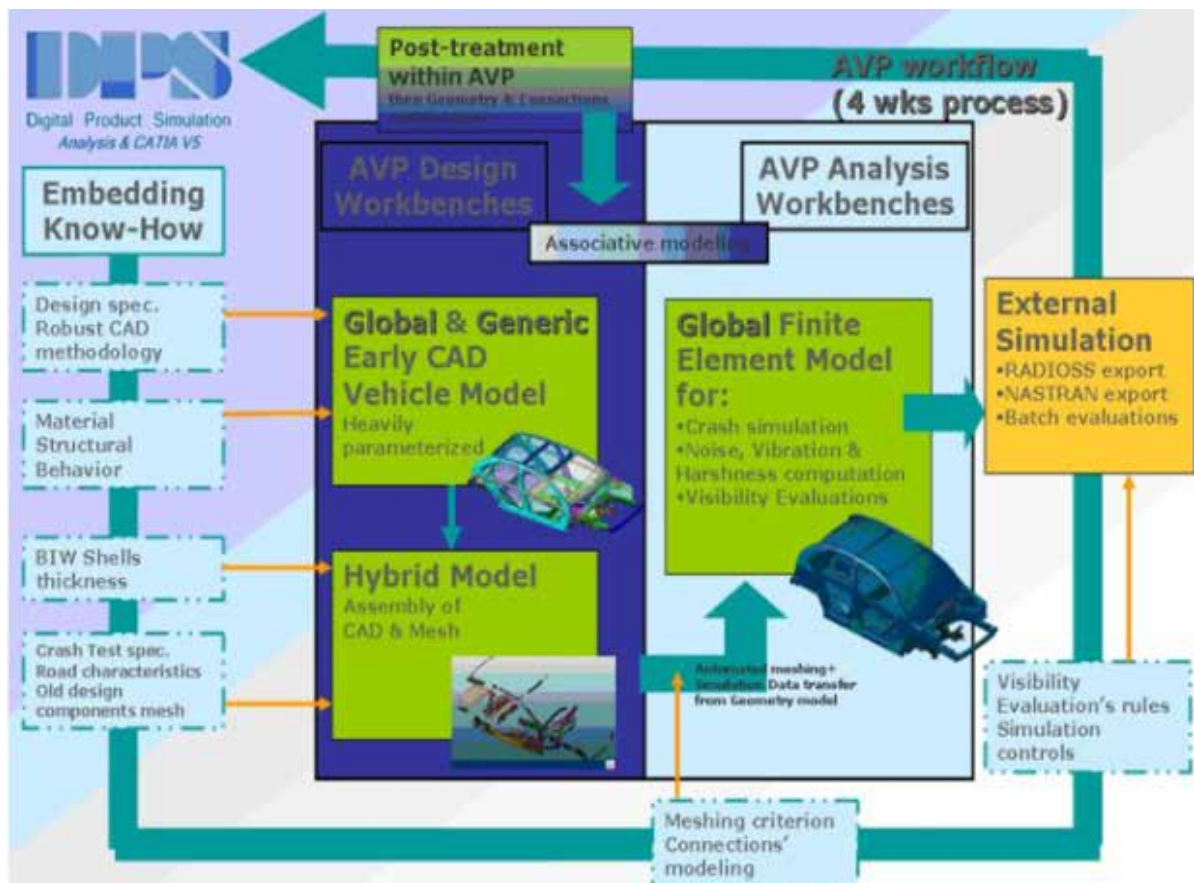 DPS
Digital Product Simulation
Analysis & CATIA V5
Post-treatment
within AVP
then Geometry & Connections
AVP workflow
(4 wks process)
Embedding
Know-How
AVP Design
Workbenches
AVP Analysis
Workbenches
Associative modeling
Design spec.
Robust CAD
methodology
Material
Structural
Behavior
BIW Shells
thickness
Crash Test spec.
Road characteristics
Old design
components mesh
Global & Generic
Early CAD
Vehicle Model
Heavily
parameterized
Hybrid Model
Assembly of
CAD & Mesh
Global Finite
Element Model
for:
•Crash simulation
•Noise, Vibration &
Harshness computation
•Visibility Evaluations
Automated meshing+
Simulation Data transfer
from Geometry model
External
Simulation
•RADIOSS export
•NASTRAN export
•Batch evaluations
Visibility
Evaluation's rules
Simulation
controls
Meshing criterion
Connections'
modeling